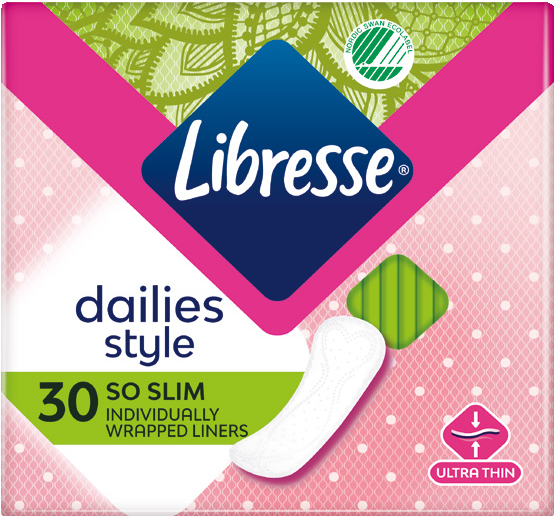 NORDIC SWAN ECOLABEL
Libresse®
dailies
style
30 SO SLIM
INDIVIDUALLY
WRAPPED LINERS
ULTRA THIN